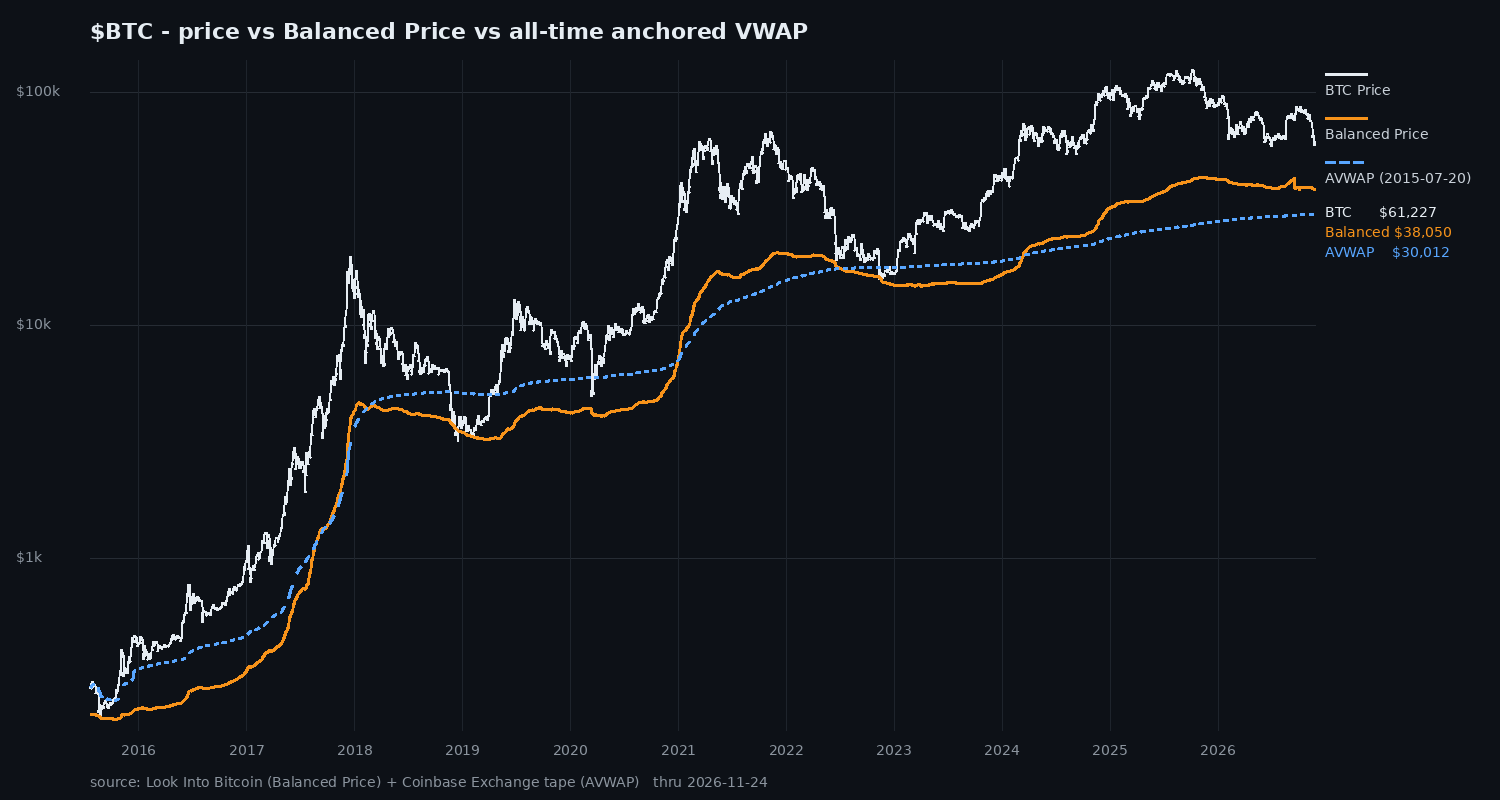 $BTC - price vs Balanced Price vs all-time anchored VWAP
$100k
$10k
$1k
BTC Price
Balanced Price
AVWAP (2015-07-20)
BTC $61,227
Balanced $38,050
AVWAP $30,012
2016 2017 2018 2019 2020 2021 2022 2023 2024 2025 2026
source: Look Into Bitcoin (Balanced Price) + Coinbase Exchange tape (AVWAP) thru 2026-11-24